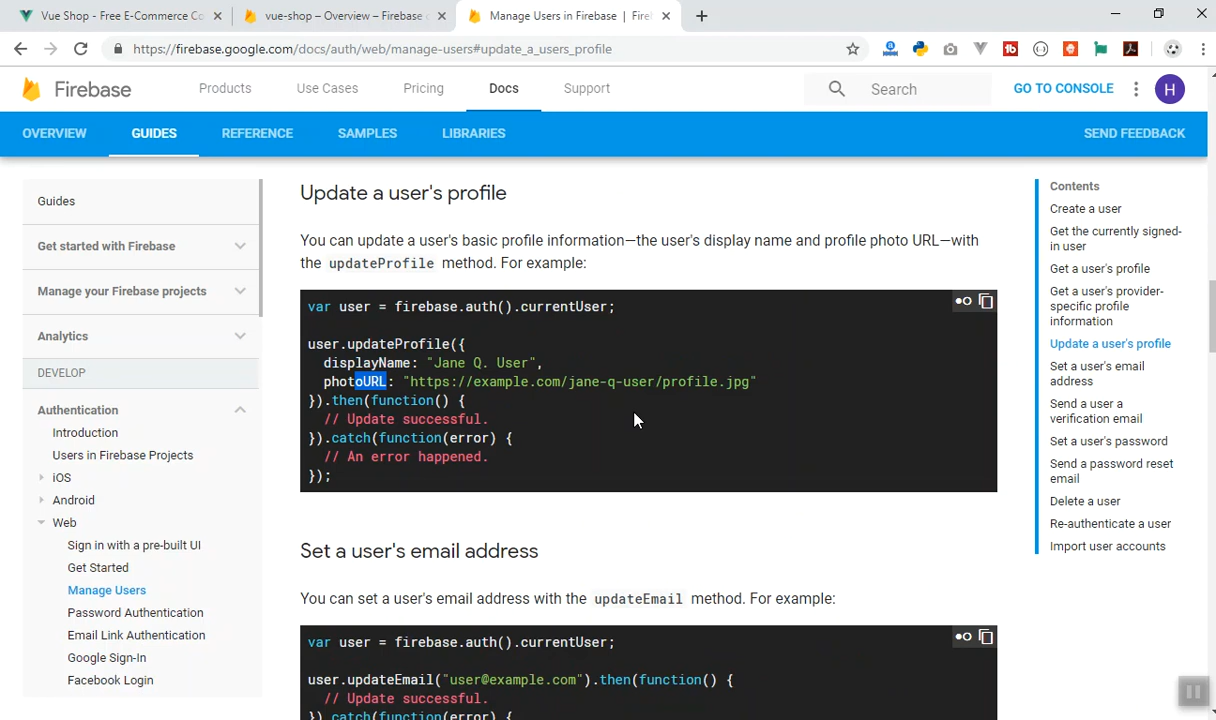 Vue Shop - Free E-Commerce Co
vue-shop – Overview – Firebase c
Manage Users in Firebase | Fire
https://firebase.google.com/docs/auth/web/manage-users#update_a_users_profile
Firebase
Products
Use Cases
Pricing
Docs
Support
Search
GO TO CONSOLE
H
OVERVIEW
GUIDES
REFERENCE
SAMPLES
LIBRARIES
SEND FEEDBACK
Guides
Get started with Firebase
Manage your Firebase projects
Analytics
DEVELOP
Authentication
Introduction
Users in Firebase Projects
iOS
Android
Web
Sign in with a pre-built UI
Get Started
Manage Users
Password Authentication
Email Link Authentication
Google Sign-In
Facebook Login
Update a user's profile
You can update a user's basic profile information—the user's display name and profile photo URL—with
the updateProfile method. For example:
var user = firebase.auth().currentUser;
user.updateProfile({
displayName: "Jane Q. User",
photoURL: "https://example.com/jane-q-user/profile.jpg"
}).then(function() {
// Update successful.
}).catch(function(error) {
// An error happened.
});
Set a user's email address
You can set a user's email address with the updateEmail method. For example:
var user = firebase.auth().currentUser;
user.updateEmail("user@example.com").then(function() {
// Update successful.
}).catch(function(error) {
Contents
Create a user
Get the currently signed-
in user
Get a user's profile
Get a user's provider-
specific profile
information
Update a user's profile
Set a user's email
address
Send a user a
verification email
Set a user's password
Send a password reset
email
Delete a user
Re-authenticate a user
Import user accounts